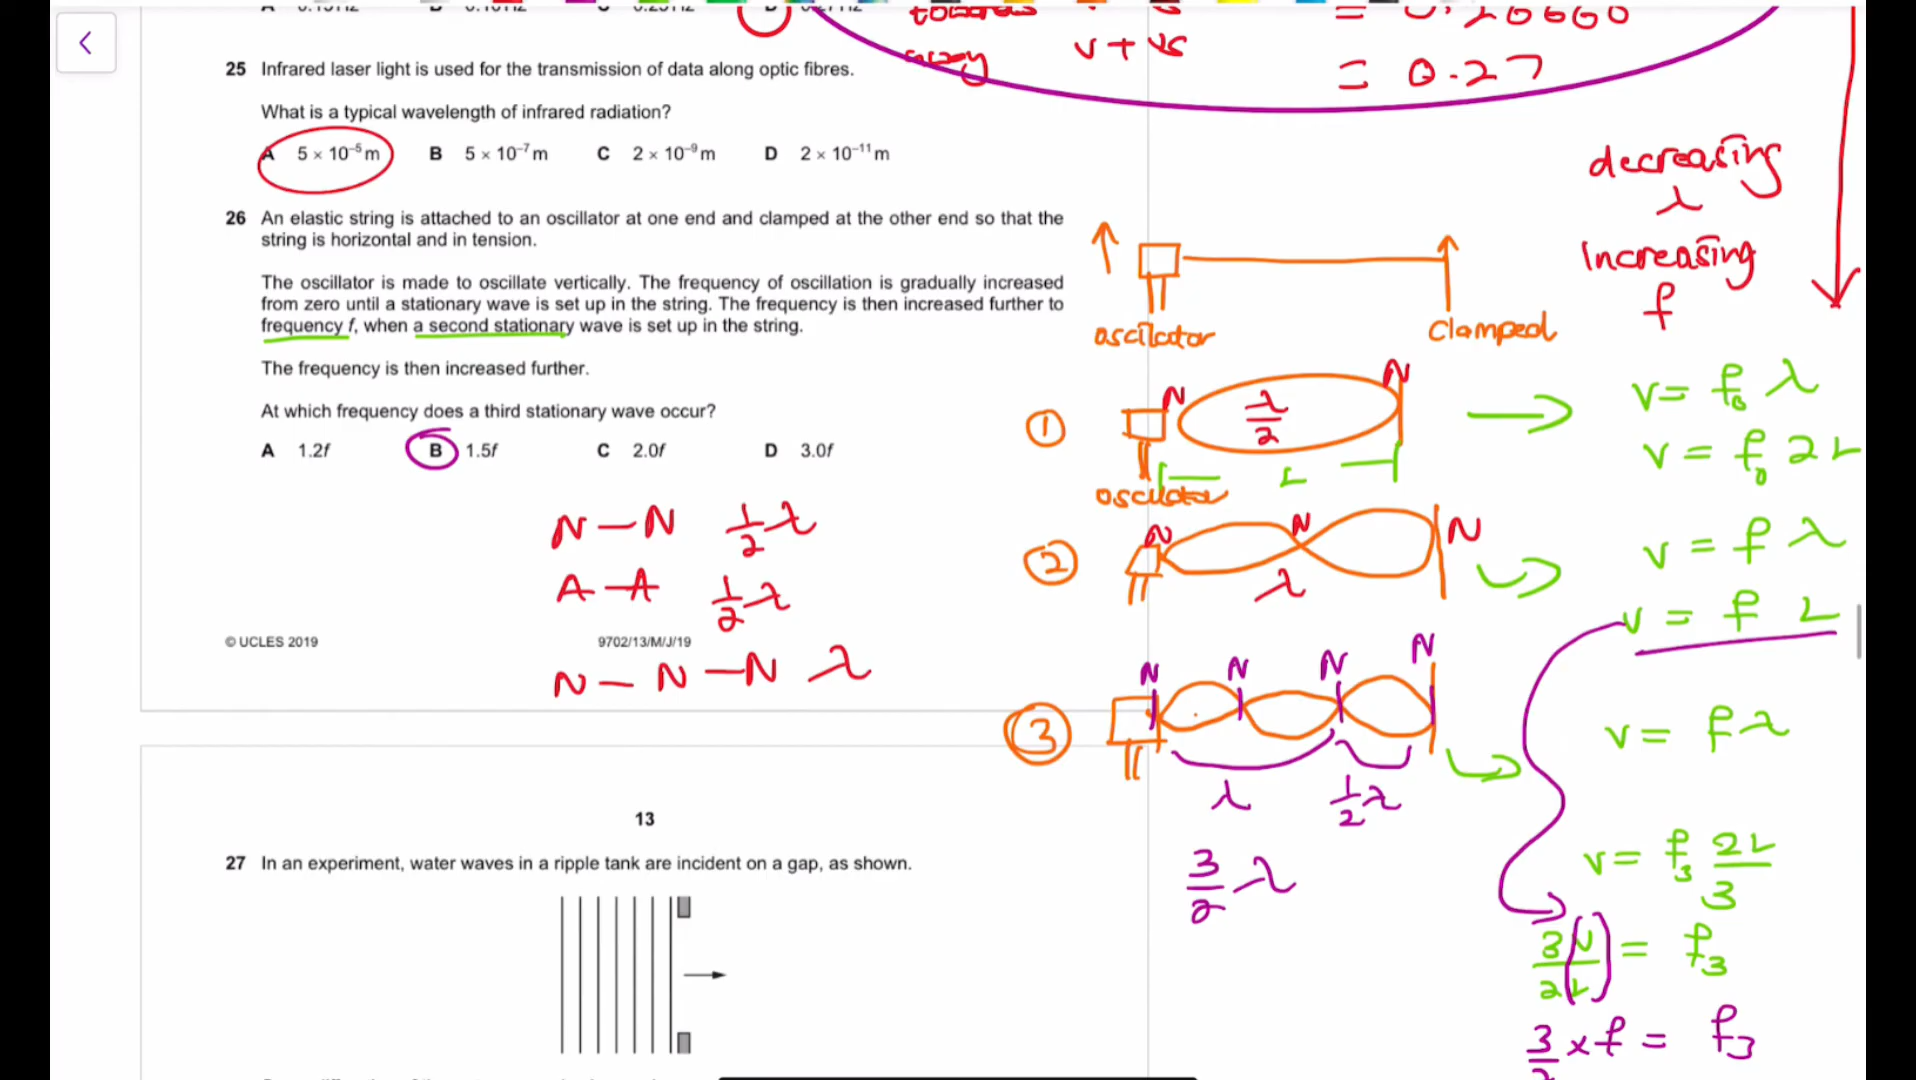 towards
away
v + vs
= 0.26660
= 0.27
25 Infrared laser light is used for the transmission of data along optic fibres.
What is a typical wavelength of infrared radiation?
A 5 × 10⁻⁵ m B 5 × 10⁻⁷ m C 2 × 10⁻⁹ m D 2 × 10⁻¹¹ m
26 An elastic string is attached to an oscillator at one end and clamped at the other end so that the
string is horizontal and in tension.
The oscillator is made to oscillate vertically. The frequency of oscillation is gradually increased
from zero until a stationary wave is set up in the string. The frequency is then increased further to
frequency f, when a second stationary wave is set up in the string.
The frequency is then increased further.
At which frequency does a third stationary wave occur?
A 1.2f B 1.5f C 2.0f D 3.0f
N – N ½ λ
A – A ½ λ
N – N – N λ
© UCLES 2019 9702/13/M/J/19
13
27 In an experiment, water waves in a ripple tank are incident on a gap, as shown.
decreasing
λ
increasing
f
oscilator
Clamped
① N λ/2 N
L
oscilator
② N N N
λ
③ N N N N
λ ½ λ
3/2 λ
v = f₀ λ
v = f₀ 2L
v = f λ
v = f L
v = f λ
v = f₃ 2L/3
3/2 (v/L) = f₃
3/2 × f = f₃